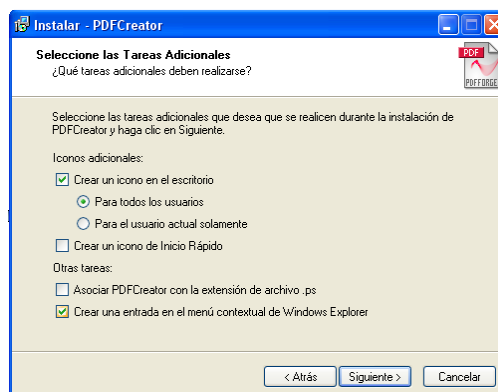 Instalar - PDFCreator
Seleccione las Tareas Adicionales
¿Qué tareas adicionales deben realizarse?
PDF
PDFFORGE
Seleccione las tareas adicionales que desea que se realicen durante la instalación de
PDFCreator y haga clic en Siguiente.
Iconos adicionales:
Crear un icono en el escritorio
Para todos los usuarios
Para el usuario actual solamente
Crear un icono de Inicio Rápido
Otras tareas:
Asociar PDFCreator con la extensión de archivo .ps
Crear una entrada en el menú contextual de Windows Explorer
< Atrás
Siguiente >
Cancelar